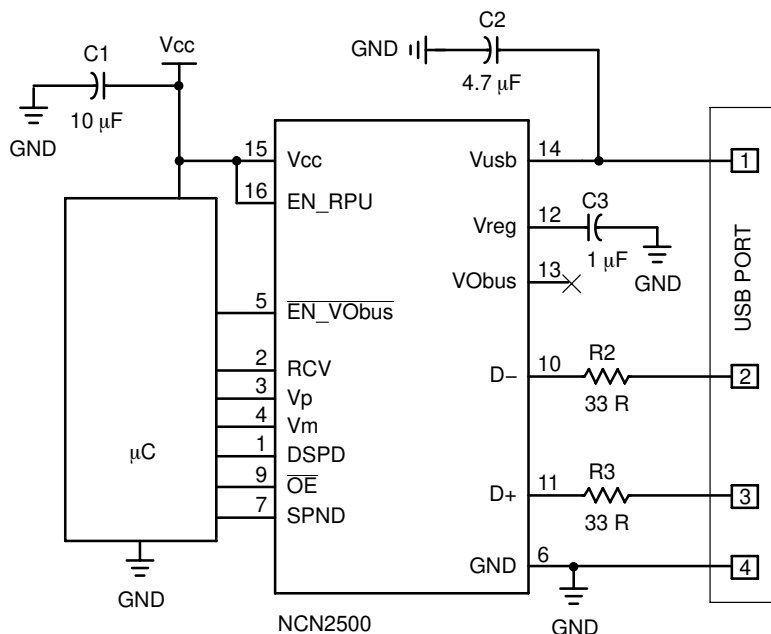 C1
Vcc
10 μF
GND
C2
GND
4.7 μF
15
Vcc
16
EN_RPU
5
EN_VObus
2
RCV
3
Vp
4
Vm
1
DSPD
9
OE
7
SPND
μC
GND
NCN2500
Vusb
14
Vreg
12
C3
1 μF
GND
VObus
13
D−
10
R2
33 R
D+
11
R3
33 R
GND
6
GND
USB PORT
1
2
3
4